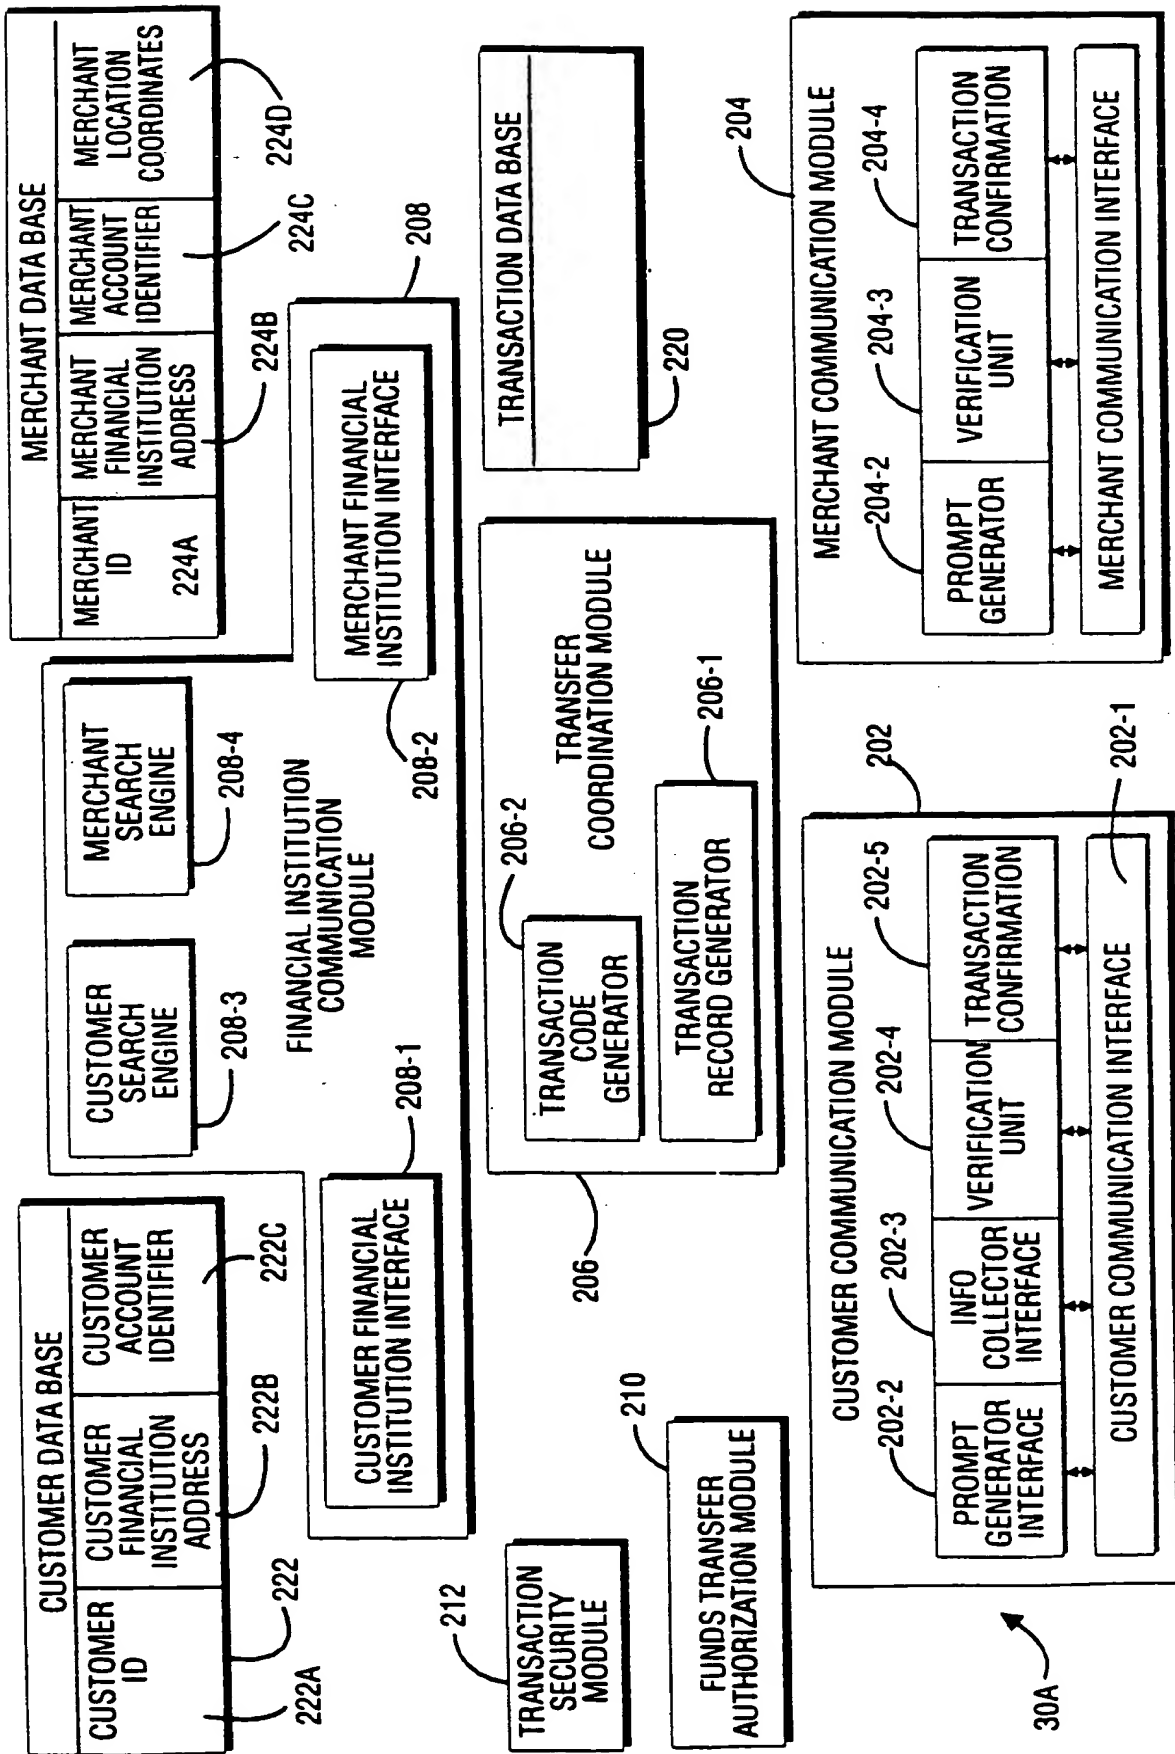 CUSTOMER DATA BASE
CUSTOMER
ID
222A
CUSTOMER
FINANCIAL
INSTITUTION
ADDRESS
222B
CUSTOMER
ACCOUNT
IDENTIFIER
222C
222
CUSTOMER
SEARCH
ENGINE
208-3
MERCHANT
SEARCH
ENGINE
208-4
MERCHANT DATA BASE
MERCHANT
ID
224A
MERCHANT
FINANCIAL
INSTITUTION
ADDRESS
224B
MERCHANT
ACCOUNT
IDENTIFIER
224C
MERCHANT
LOCATION
COORDINATES
224D
FINANCIAL INSTITUTION
COMMUNICATION
MODULE
208
CUSTOMER FINANCIAL
INSTITUTION INTERFACE
208-1
MERCHANT FINANCIAL
INSTITUTION INTERFACE
208-2
TRANSACTION
SECURITY
MODULE
212
206
TRANSACTION
CODE
GENERATOR
206-2
TRANSFER
COORDINATION MODULE
TRANSACTION
RECORD GENERATOR
206-1
TRANSACTION DATA BASE
220
FUNDS TRANSFER
AUTHORIZATION MODULE
210
CUSTOMER COMMUNICATION MODULE
202
202-2
202-3
202-4
202-5
PROMPT
GENERATOR
INTERFACE
INFO
COLLECTOR
INTERFACE
VERIFICATION
UNIT
TRANSACTION
CONFIRMATION
CUSTOMER COMMUNICATION INTERFACE
202-1
MERCHANT COMMUNICATION MODULE
204
204-2
204-3
204-4
PROMPT
GENERATOR
VERIFICATION
UNIT
TRANSACTION
CONFIRMATION
MERCHANT COMMUNICATION INTERFACE
30A